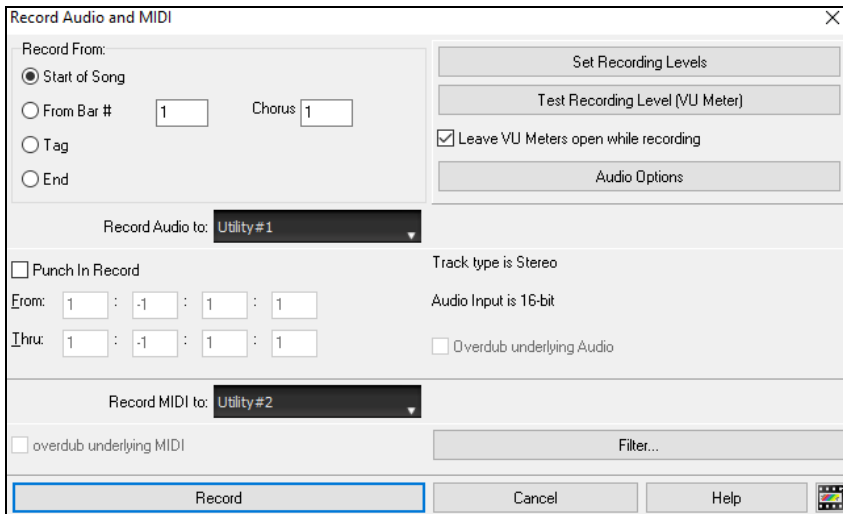 Record Audio and MIDI
Record From:
Start of Song
From Bar # 1 Chorus 1
Tag
End
Set Recording Levels
Test Recording Level (VU Meter)
Leave VU Meters open while recording
Audio Options
Record Audio to: Utility #1
Punch In Record
From: 1 : -1 : 1 : 1
Thru: 1 : -1 : 1 : 1
Track type is Stereo
Audio Input is 16-bit
Overdub underlying Audio
Record MIDI to: Utility #2
overdub underlying MIDI
Filter...
Record
Cancel
Help